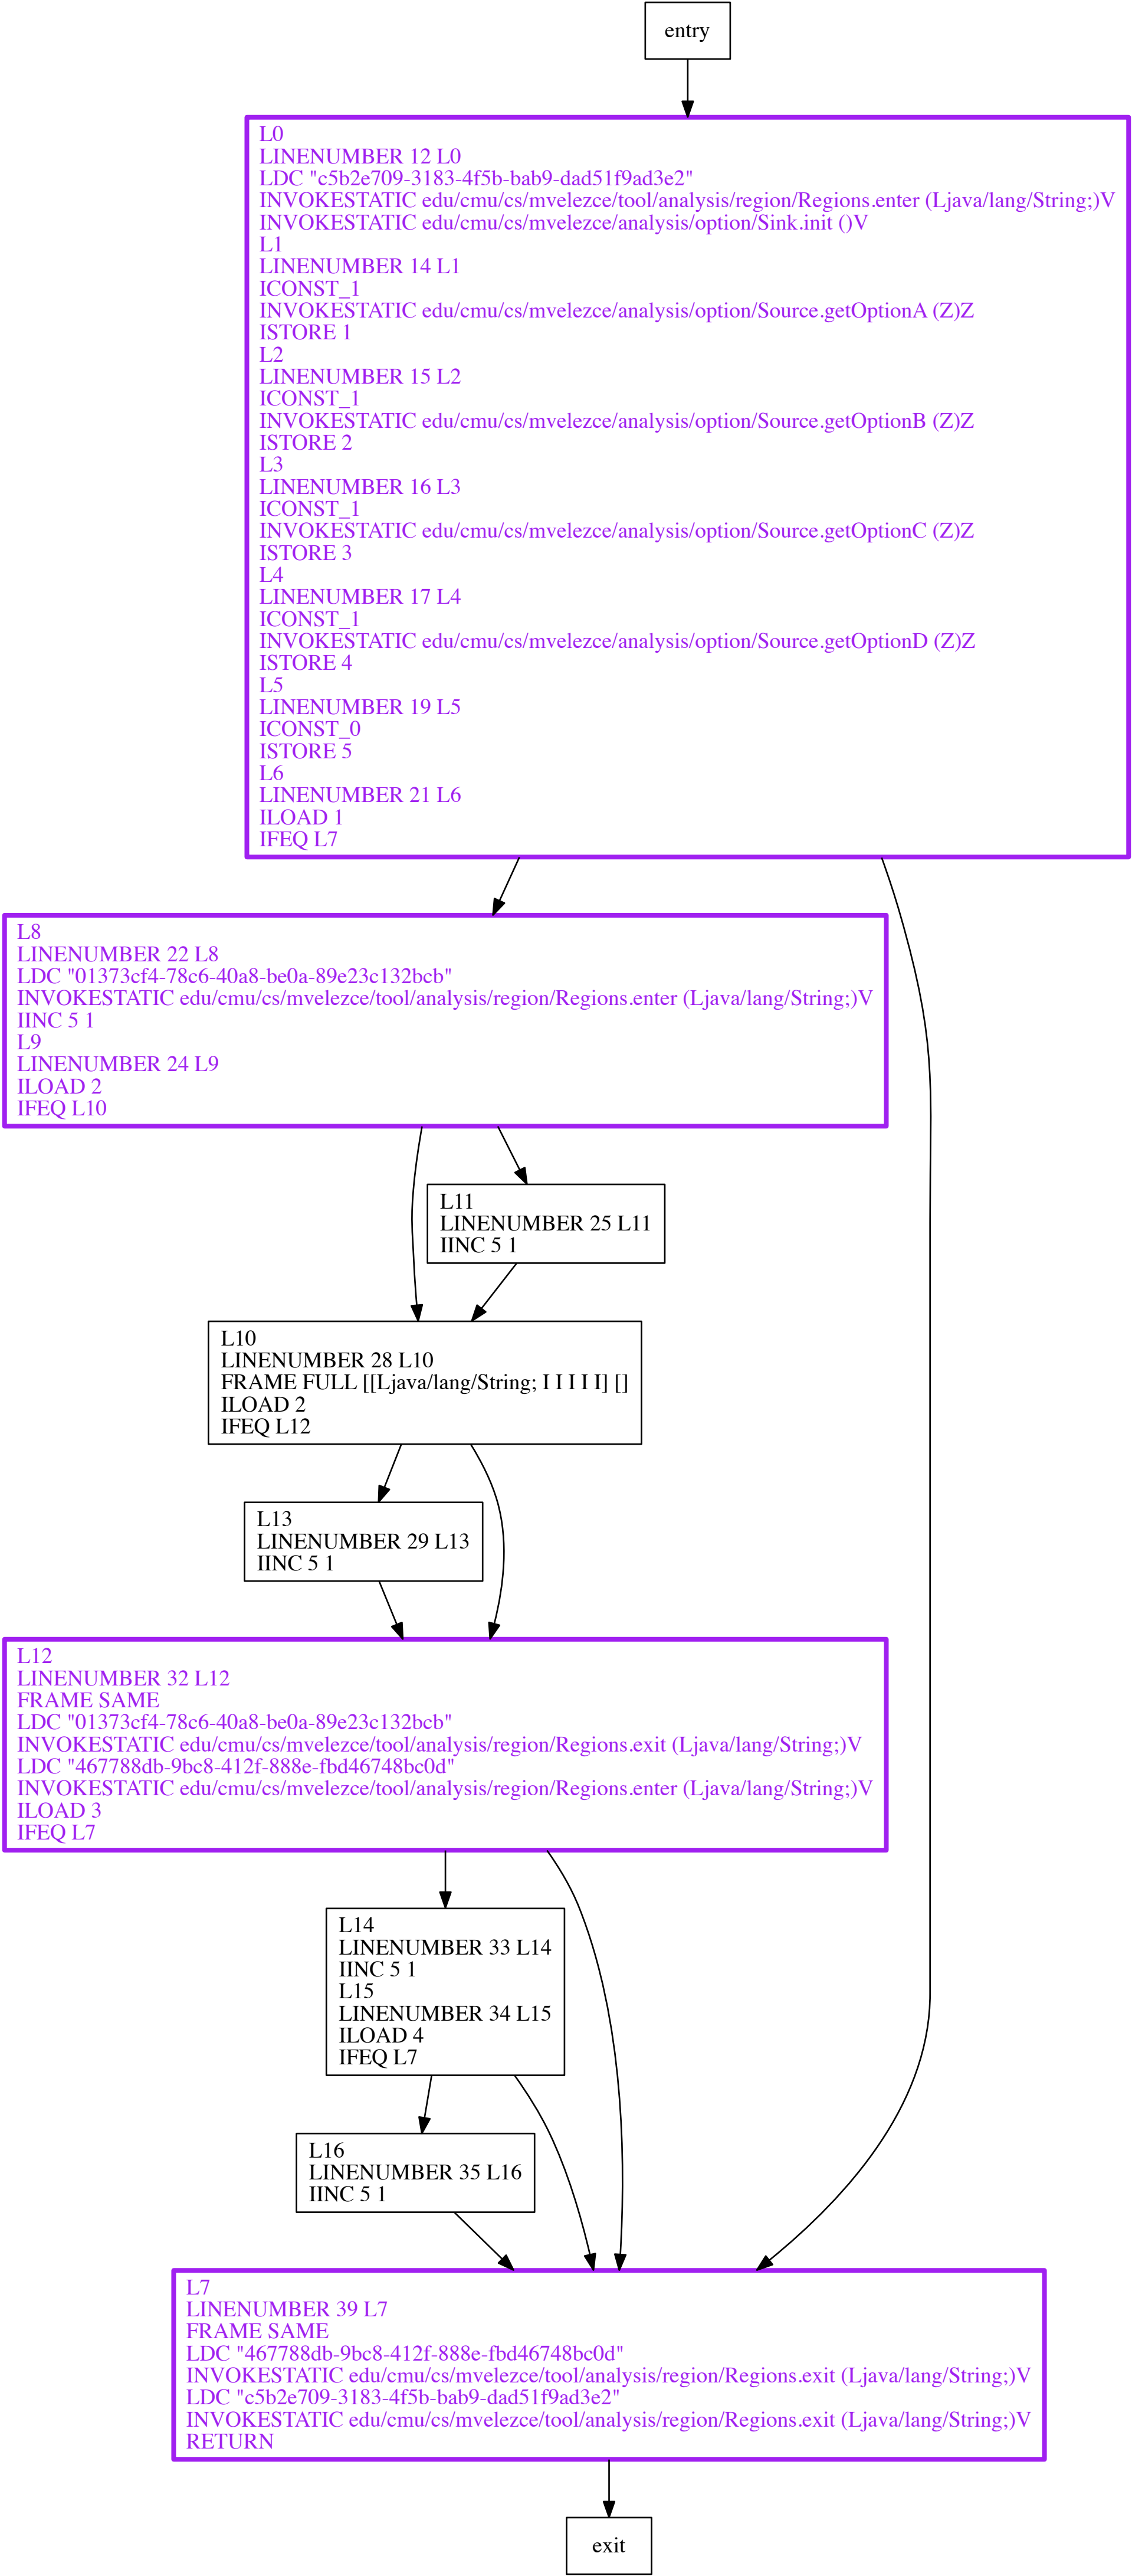 entry
L0
LINENUMBER 12 L0
LDC "c5b2e709-3183-4f5b-bab9-dad51f9ad3e2"
INVOKESTATIC edu/cmu/cs/mvelezce/tool/analysis/region/Regions.enter (Ljava/lang/String;)V
INVOKESTATIC edu/cmu/cs/mvelezce/analysis/option/Sink.init ()V
L1
LINENUMBER 14 L1
ICONST_1
INVOKESTATIC edu/cmu/cs/mvelezce/analysis/option/Source.getOptionA (Z)Z
ISTORE 1
L2
LINENUMBER 15 L2
ICONST_1
INVOKESTATIC edu/cmu/cs/mvelezce/analysis/option/Source.getOptionB (Z)Z
ISTORE 2
L3
LINENUMBER 16 L3
ICONST_1
INVOKESTATIC edu/cmu/cs/mvelezce/analysis/option/Source.getOptionC (Z)Z
ISTORE 3
L4
LINENUMBER 17 L4
ICONST_1
INVOKESTATIC edu/cmu/cs/mvelezce/analysis/option/Source.getOptionD (Z)Z
ISTORE 4
L5
LINENUMBER 19 L5
ICONST_0
ISTORE 5
L6
LINENUMBER 21 L6
ILOAD 1
IFEQ L7
L8
LINENUMBER 22 L8
LDC "01373cf4-78c6-40a8-be0a-89e23c132bcb"
INVOKESTATIC edu/cmu/cs/mvelezce/tool/analysis/region/Regions.enter (Ljava/lang/String;)V
IINC 5 1
L9
LINENUMBER 24 L9
ILOAD 2
IFEQ L10
L11
LINENUMBER 25 L11
IINC 5 1
L10
LINENUMBER 28 L10
FRAME FULL [[Ljava/lang/String; I I I I I] []
ILOAD 2
IFEQ L12
L13
LINENUMBER 29 L13
IINC 5 1
L12
LINENUMBER 32 L12
FRAME SAME
LDC "01373cf4-78c6-40a8-be0a-89e23c132bcb"
INVOKESTATIC edu/cmu/cs/mvelezce/tool/analysis/region/Regions.exit (Ljava/lang/String;)V
LDC "467788db-9bc8-412f-888e-fbd46748bc0d"
INVOKESTATIC edu/cmu/cs/mvelezce/tool/analysis/region/Regions.enter (Ljava/lang/String;)V
ILOAD 3
IFEQ L7
L14
LINENUMBER 33 L14
IINC 5 1
L15
LINENUMBER 34 L15
ILOAD 4
IFEQ L7
L16
LINENUMBER 35 L16
IINC 5 1
L7
LINENUMBER 39 L7
FRAME SAME
LDC "467788db-9bc8-412f-888e-fbd46748bc0d"
INVOKESTATIC edu/cmu/cs/mvelezce/tool/analysis/region/Regions.exit (Ljava/lang/String;)V
LDC "c5b2e709-3183-4f5b-bab9-dad51f9ad3e2"
INVOKESTATIC edu/cmu/cs/mvelezce/tool/analysis/region/Regions.exit (Ljava/lang/String;)V
RETURN
exit